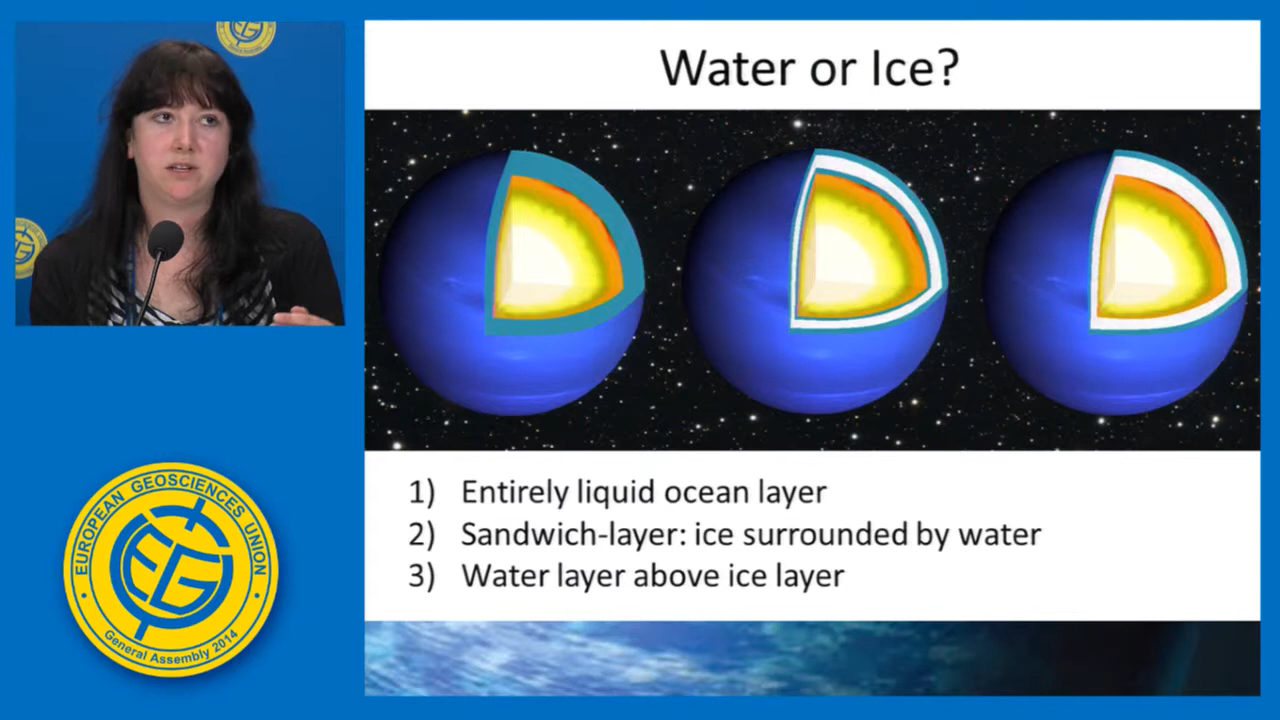 Water or Ice?
1) Entirely liquid ocean layer
2) Sandwich-layer: ice surrounded by water
3) Water layer above ice layer
EUROPEAN GEOSCIENCES UNION
EGU
General Assembly 2014